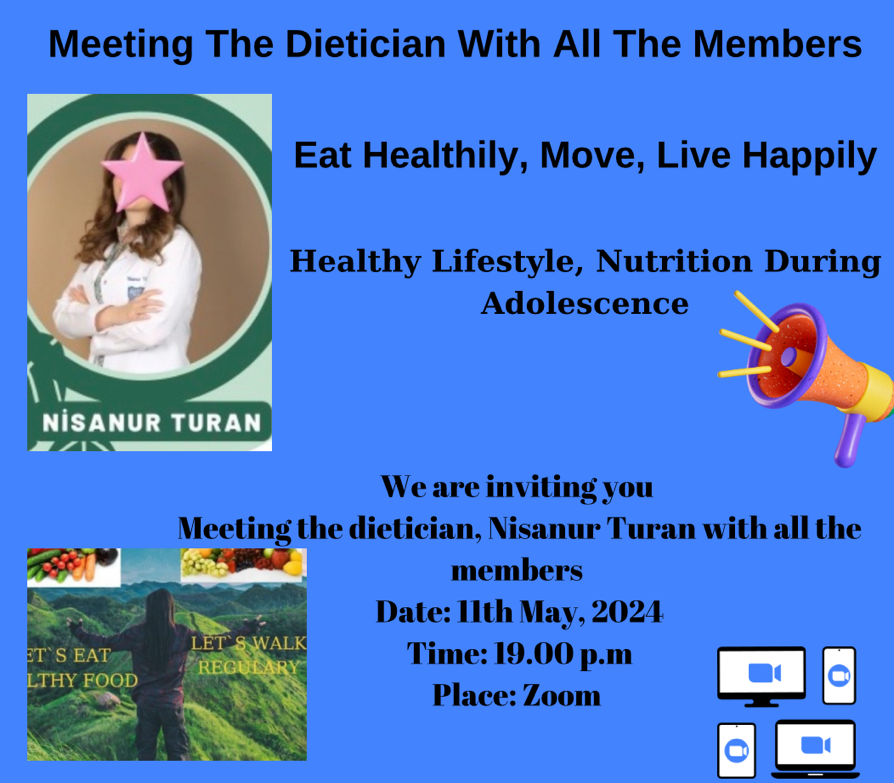 Meeting The Dietician With All The Members
Eat Healthily, Move, Live Happily
Healthy Lifestyle, Nutrition During
Adolescence
NİSANUR TURAN
We are inviting you
Meeting the dietician, Nisanur Turan with all the
members
Date: 11th May, 2024
Time: 19.00 p.m
Place: Zoom
ET`S EAT
LTHY FOOD
LET`S WALK
REGULARY